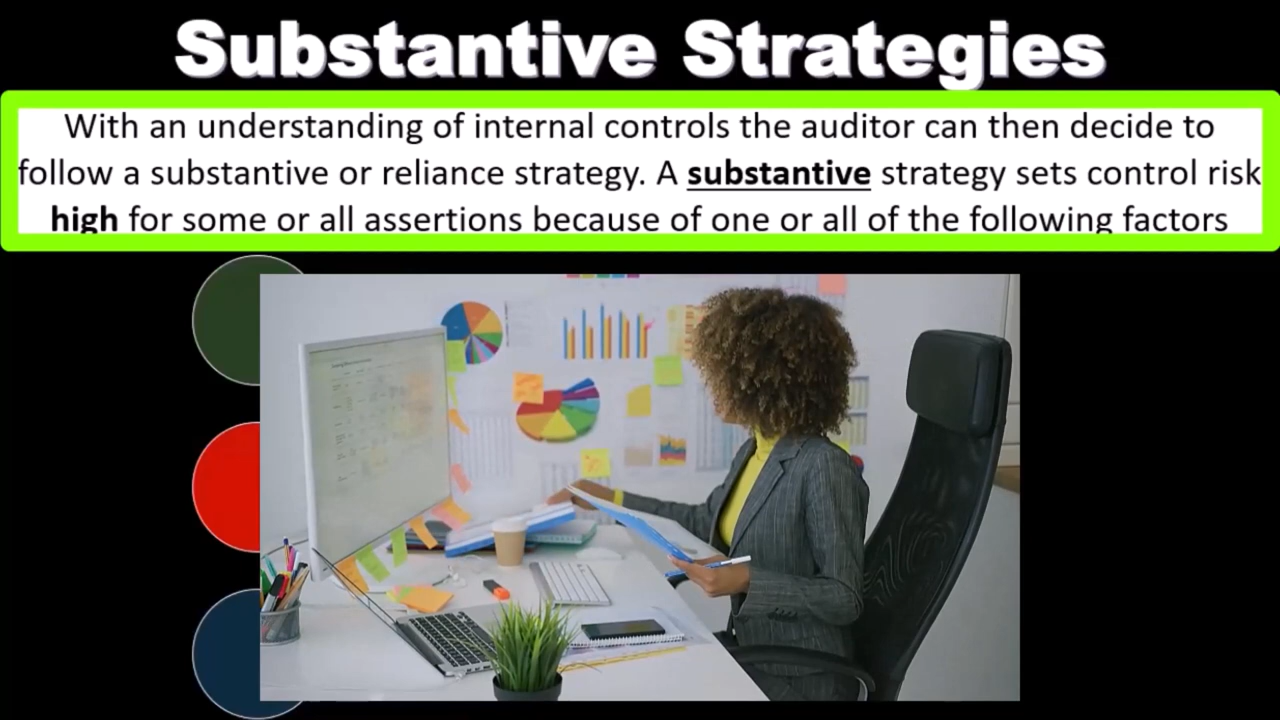 Substantive Strategies
With an understanding of internal controls the auditor can then decide to
follow a substantive or reliance strategy. A substantive strategy sets control risk
high for some or all assertions because of one or all of the following factors